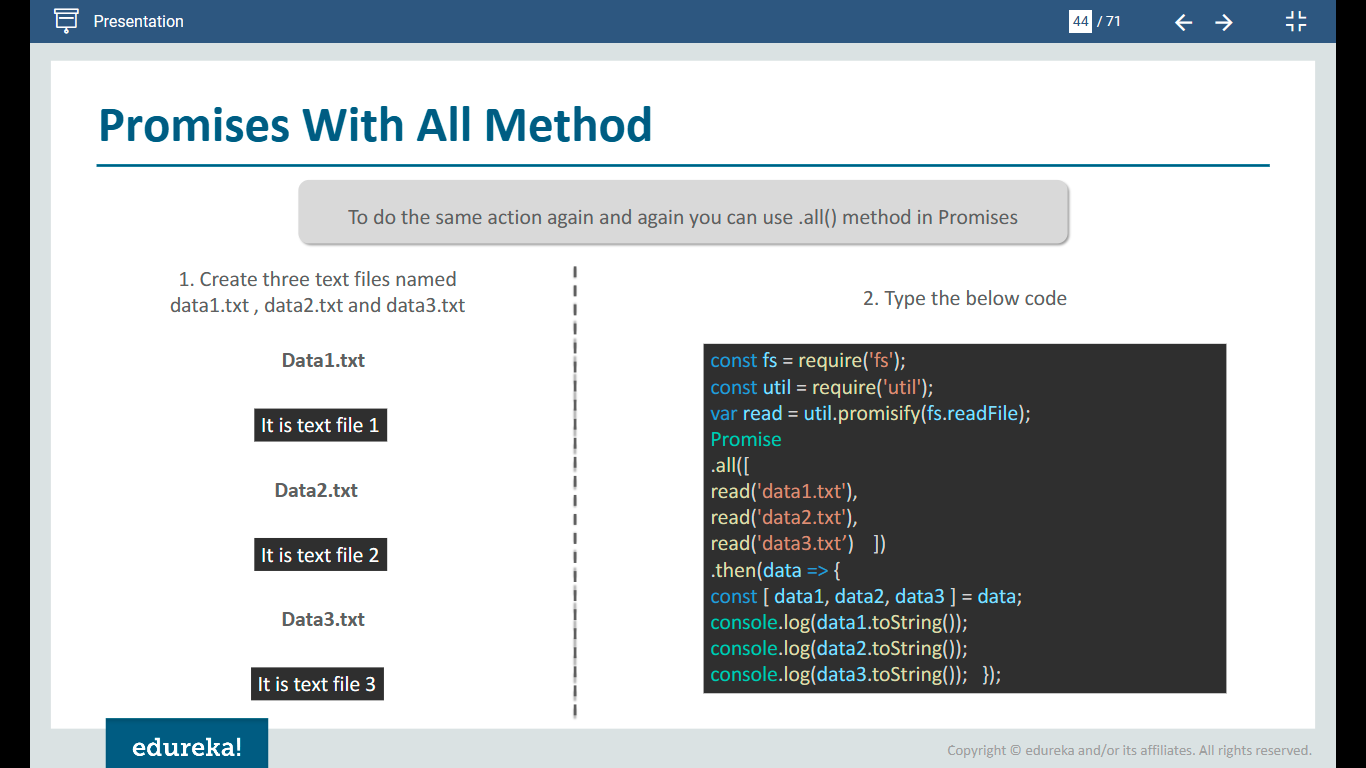 Presentation
44 / 71
Promises With All Method
To do the same action again and again you can use .all() method in Promises
1. Create three text files named
data1.txt , data2.txt and data3.txt
Data1.txt
It is text file 1
Data2.txt
It is text file 2
Data3.txt
It is text file 3
2. Type the below code
const fs = require('fs');
const util = require('util');
var read = util.promisify(fs.readFile);
Promise
.all([
read('data1.txt'),
read('data2.txt'),
read('data3.txt’) ])
.then(data => {
const [ data1, data2, data3 ] = data;
console.log(data1.toString());
console.log(data2.toString());
console.log(data3.toString()); });
edureka!
Copyright © edureka and/or its affiliates. All rights reserved.